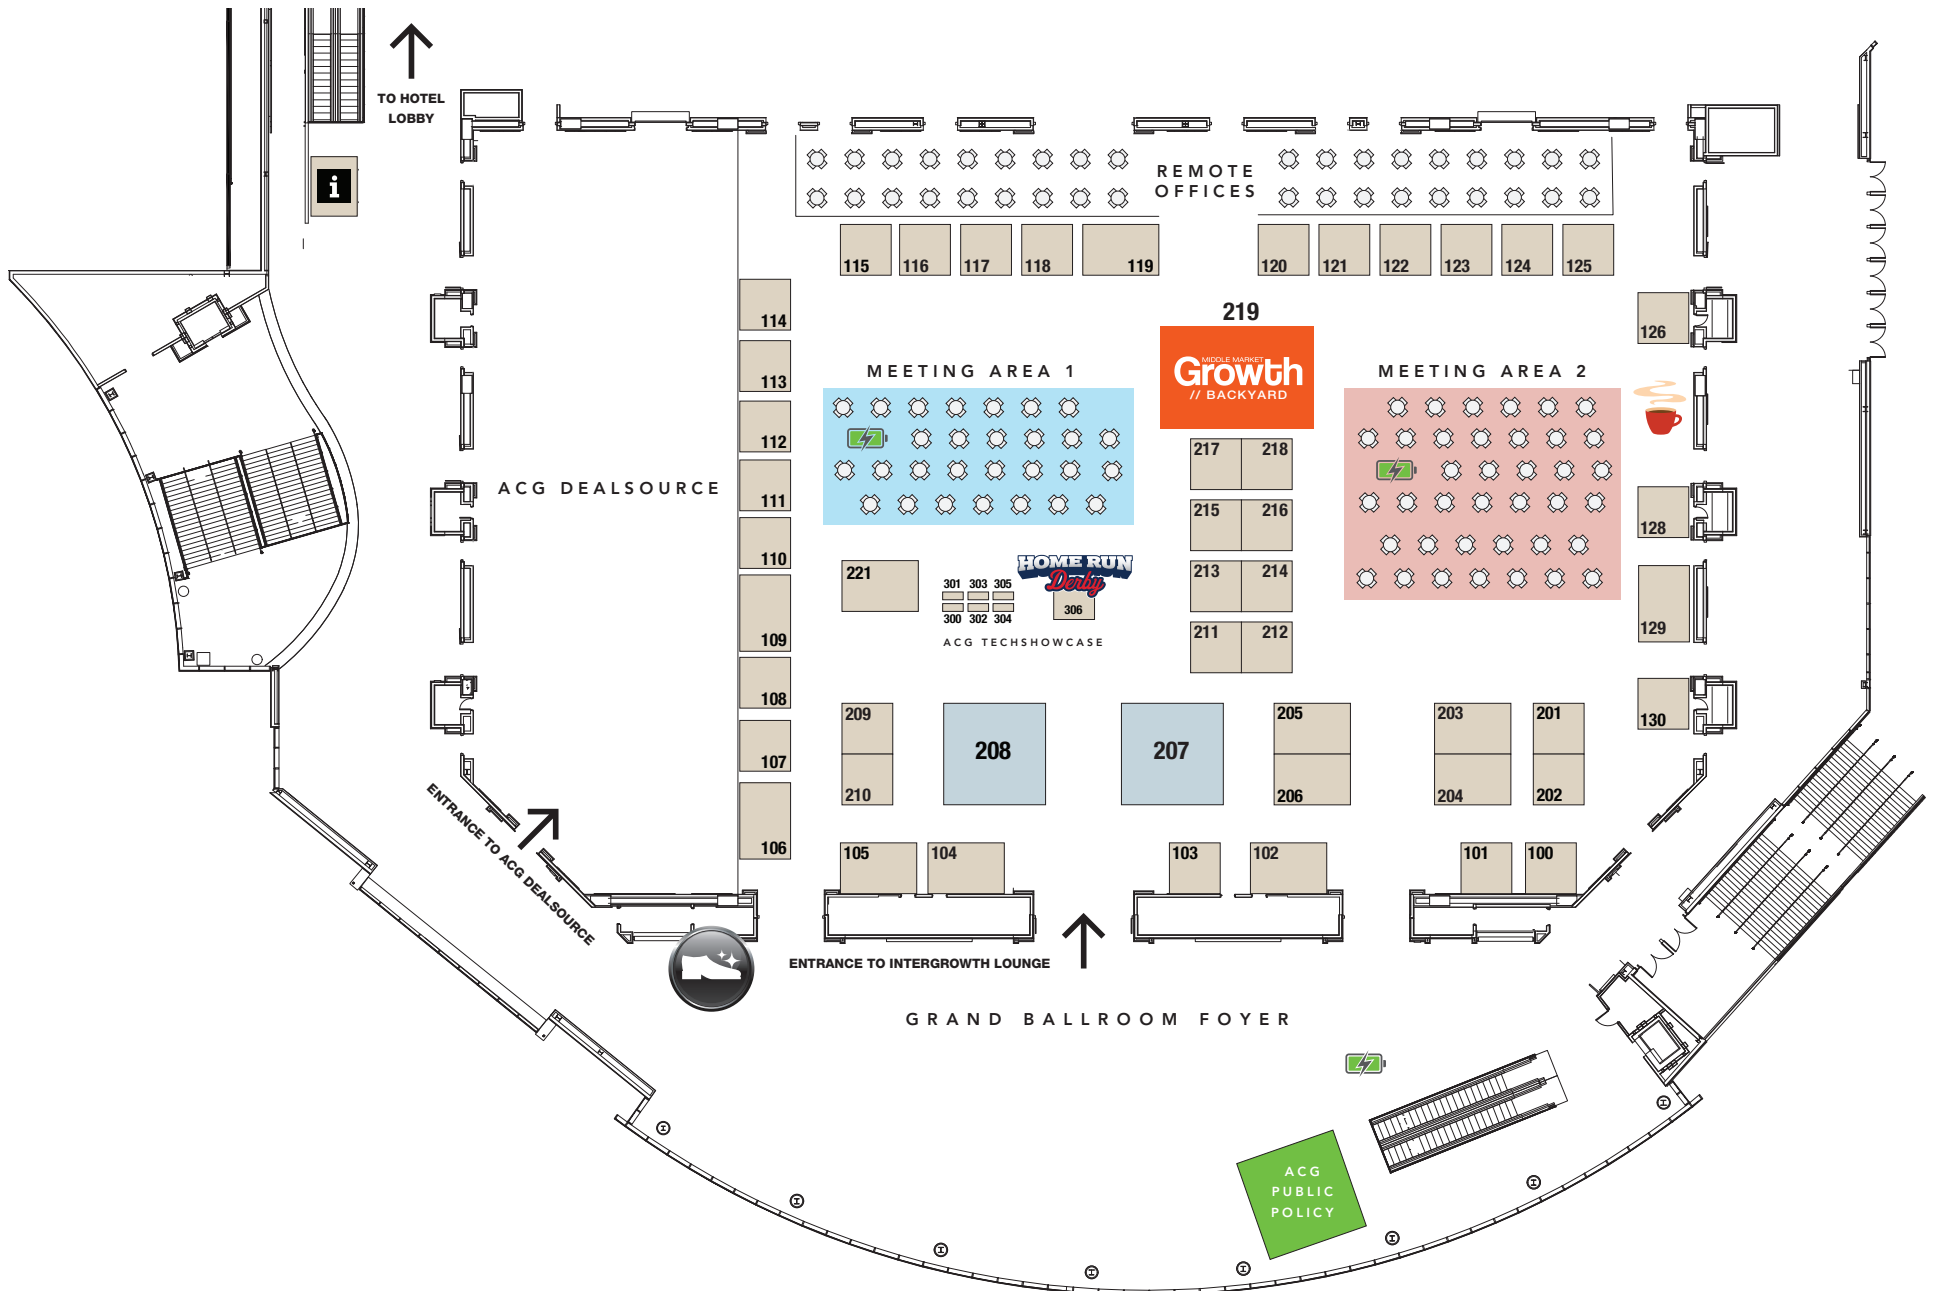 TO HOTEL
LOBBY
i
REMOTE
OFFICES
115
116
117
118
119
120
121
122
123
124
125
114
113
112
111
110
109
108
107
106
126
128
129
130
219
MIDDLE MARKET
Growth
// BACKYARD
MEETING AREA 1
MEETING AREA 2
ACG DEALSOURCE
217
218
215
216
213
214
211
212
221
HOME RUN
Derby
301
303
305
300
302
304
306
ACG TECHSHOWCASE
209
210
208
207
205
206
203
204
201
202
105
104
103
102
101
100
ENTRANCE TO ACG DEALSOURCE
ENTRANCE TO INTERGROWTH LOUNGE
GRAND BALLROOM FOYER
ACG
PUBLIC
POLICY